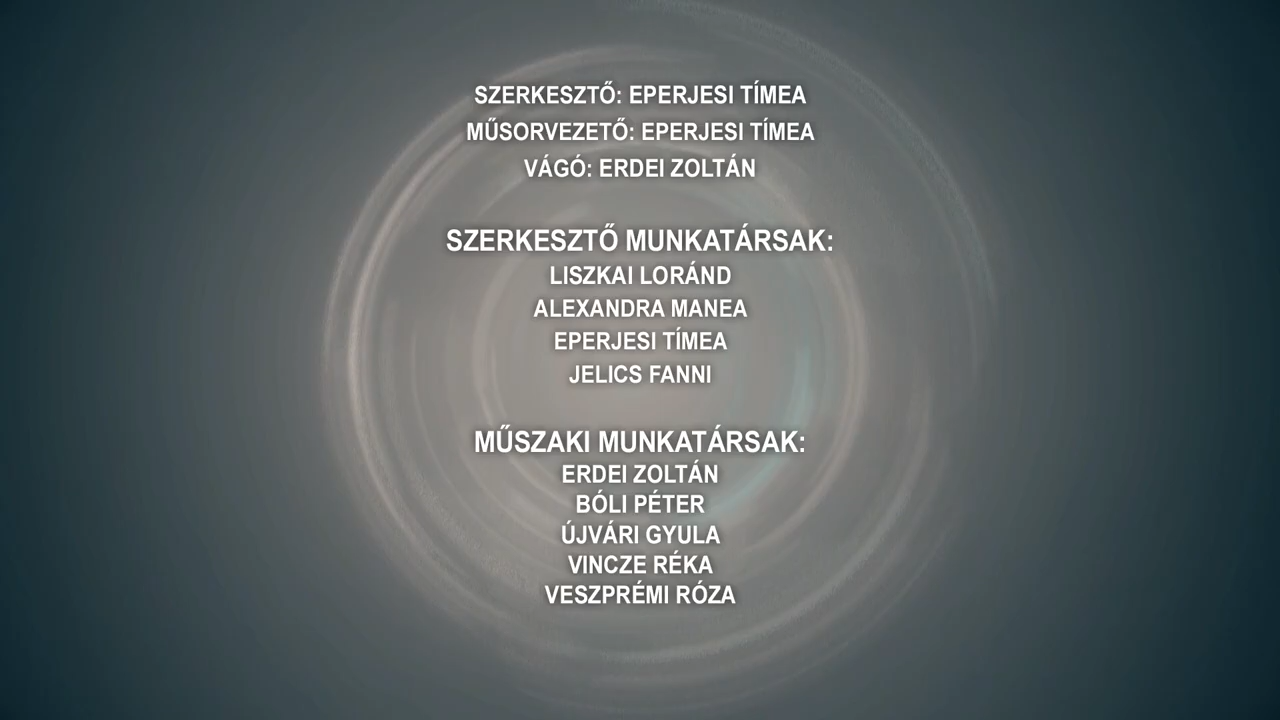 SZERKESZTŐ: EPERJESI TÍMEA
MŰSORVEZETŐ: EPERJESI TÍMEA
VÁGÓ: ERDEI ZOLTÁN
SZERKESZTŐ MUNKATÁRSAK:
LISZKAI LORÁND
ALEXANDRA MANEA
EPERJESI TÍMEA
JELICS FANNI
MŰSZAKI MUNKATÁRSAK:
ERDEI ZOLTÁN
BÓLI PÉTER
ÚJVÁRI GYULA
VINCZE RÉKA
VESZPRÉMI RÓZA